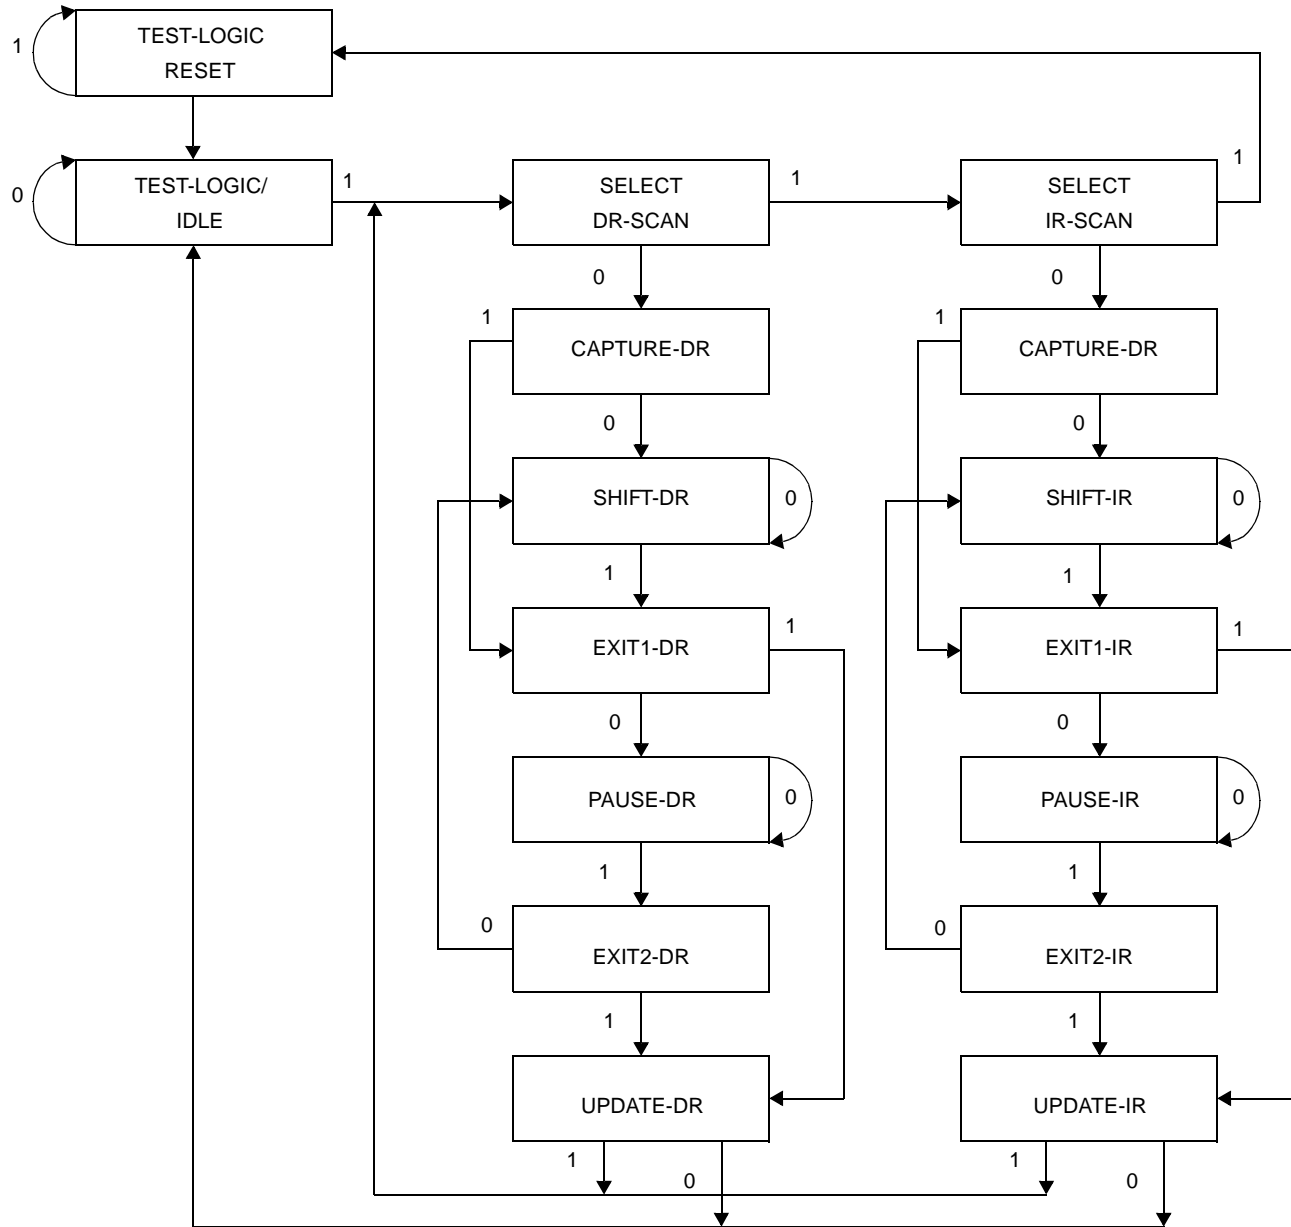 TEST-LOGIC
RESET
1
TEST-LOGIC/
IDLE
0
1
SELECT
DR-SCAN
1
SELECT
IR-SCAN
1
0
0
1
CAPTURE-DR
1
CAPTURE-DR
0
0
SHIFT-DR
0
SHIFT-IR
0
1
1
EXIT1-DR
1
EXIT1-IR
1
0
0
PAUSE-DR
0
PAUSE-IR
0
1
1
0
EXIT2-DR
0
EXIT2-IR
1
1
UPDATE-DR
UPDATE-IR
1
0
1
0